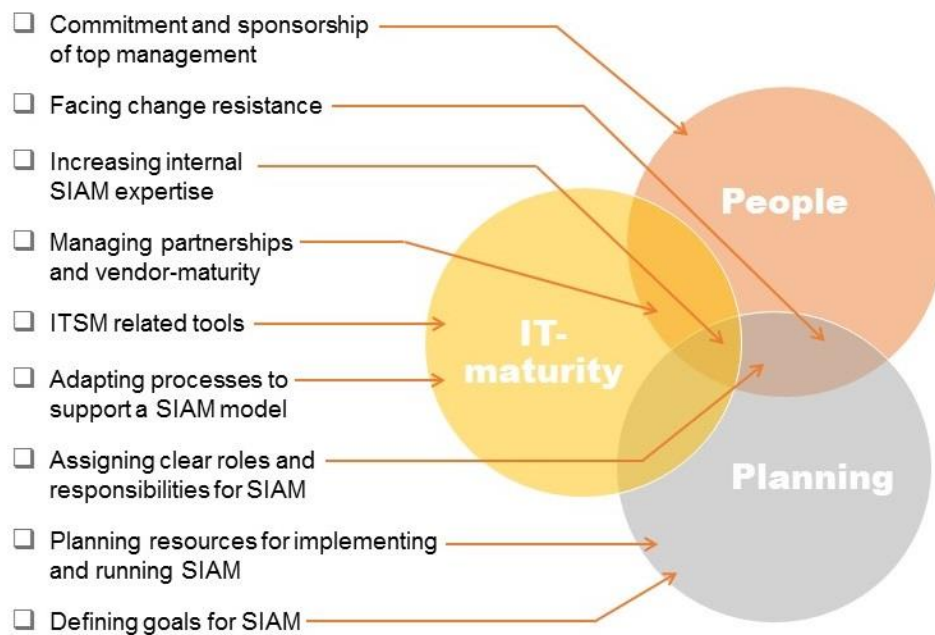 Commitment and sponsorship
of top management
Facing change resistance
Increasing internal
SIAM expertise
Managing partnerships
and vendor-maturity
ITSM related tools
Adapting processes to
support a SIAM model
Assigning clear roles and
responsibilities for SIAM
Planning resources for implementing
and running SIAM
Defining goals for SIAM
People
IT-
maturity
Planning